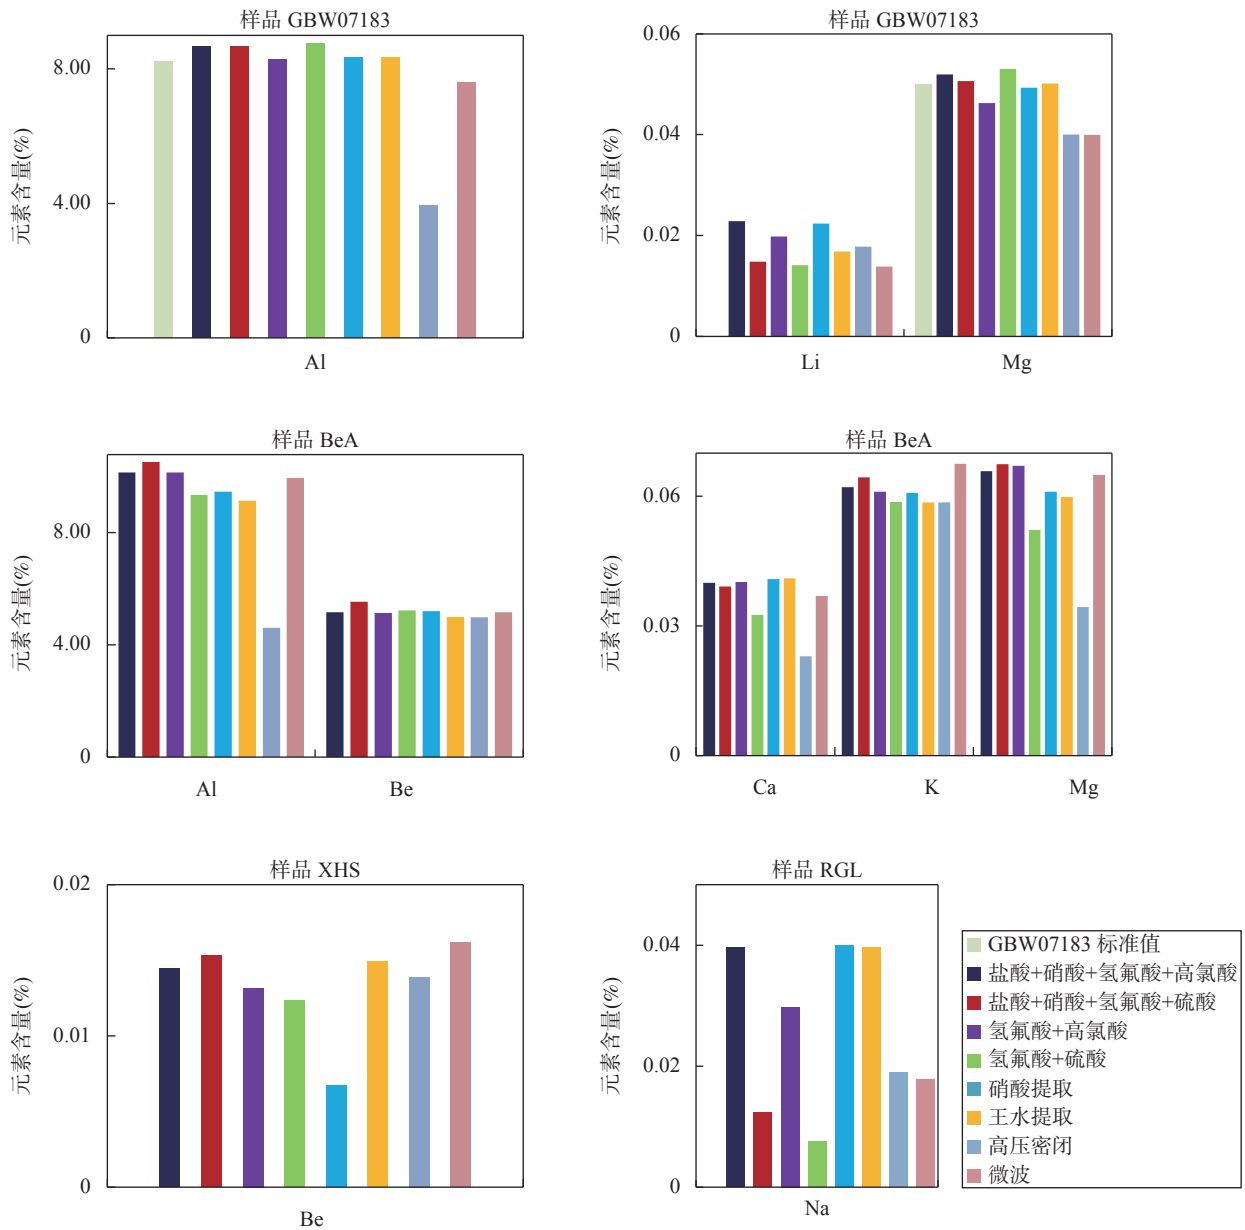 样品 GBW07183
元素含量(%)
8.00
4.00
0
Al
样品 GBW07183
元素含量(%)
0.06
0.04
0.02
0
Li Mg
样品 BeA
元素含量(%)
8.00
4.00
0
Al Be
样品 BeA
元素含量(%)
0.06
0.03
0
Ca K Mg
样品 XHS
元素含量(%)
0.02
0.01
0
Be
样品 RGL
元素含量(%)
0.04
0.02
0
Na
GBW07183 标准值
盐酸+硝酸+氢氟酸+高氯酸
盐酸+硝酸+氢氟酸+硫酸
氢氟酸+高氯酸
氢氟酸+硫酸
硝酸提取
王水提取
高压密闭
微波